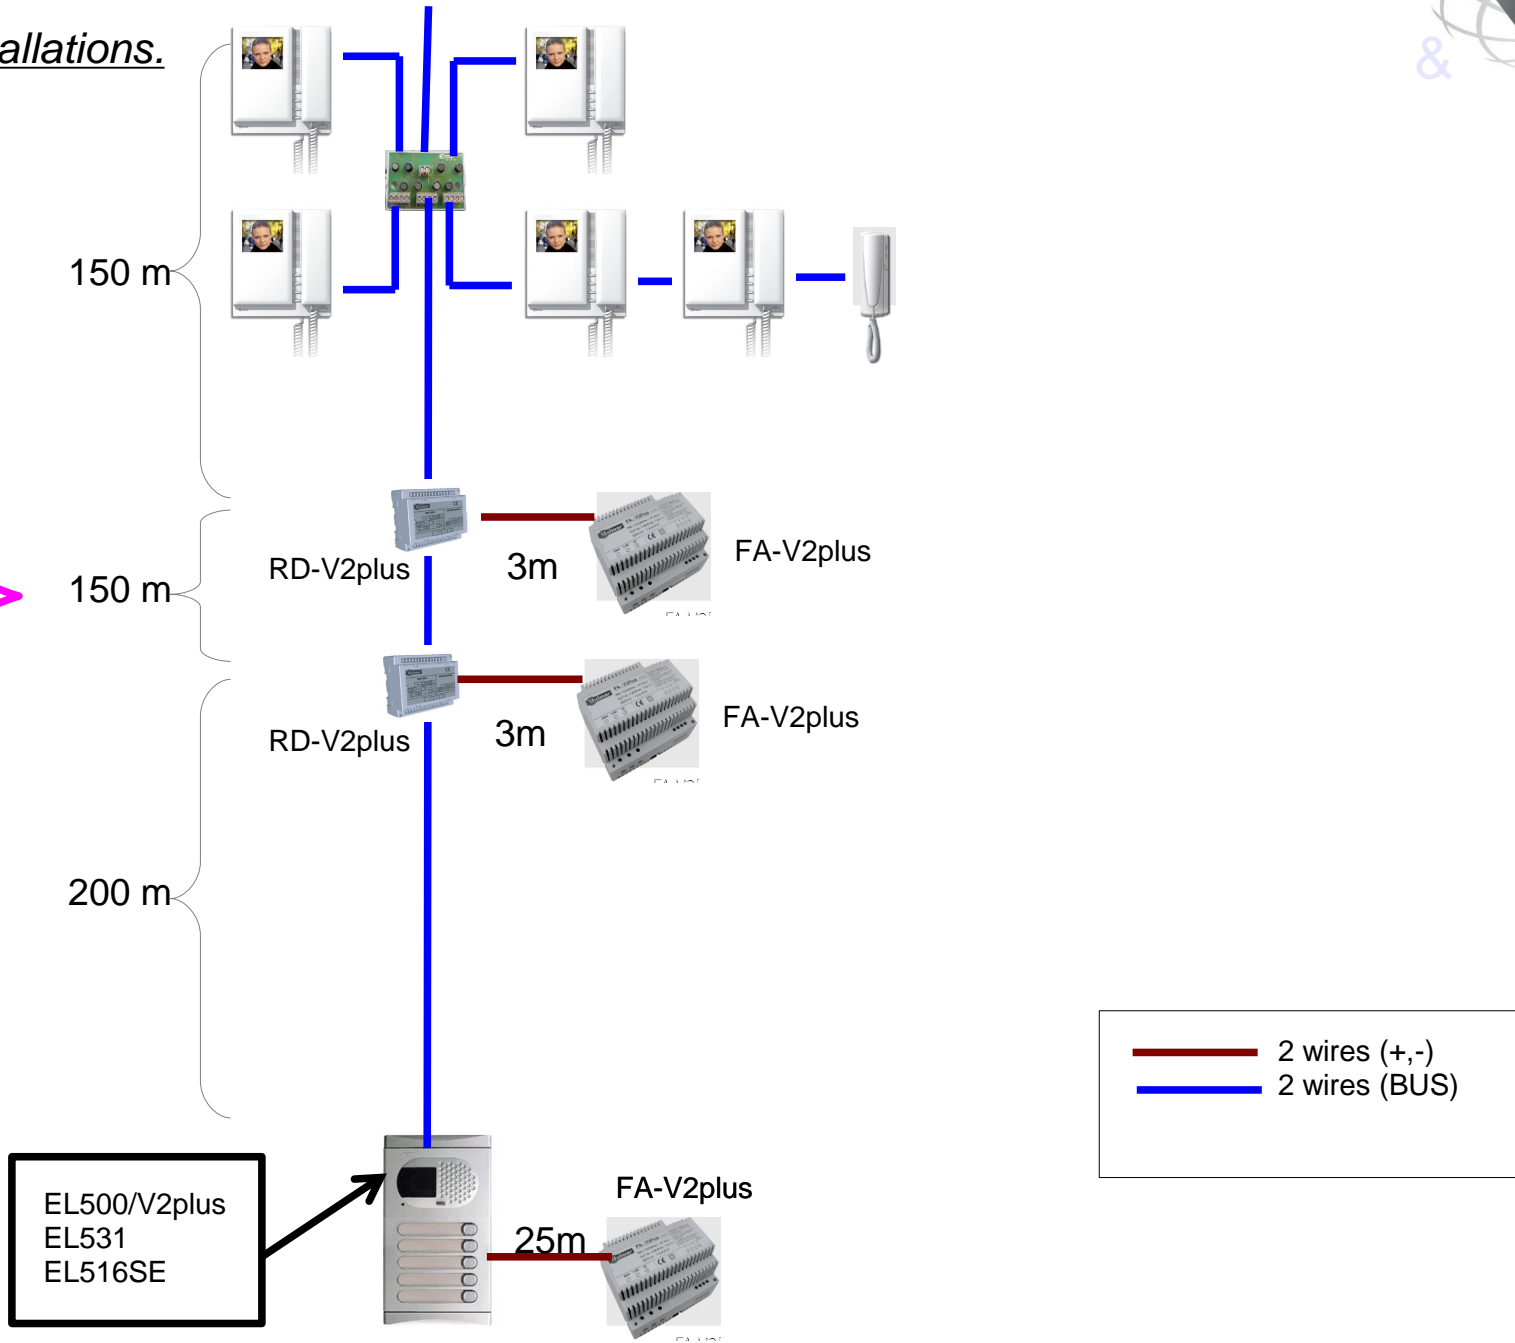 allations.
&
150 m
RD-V2plus
3m
FA-V2plus
150 m
RD-V2plus
3m
FA-V2plus
200 m
2 wires (+,-)
2 wires (BUS)
EL500/V2plus
EL531
EL516SE
FA-V2plus
25m